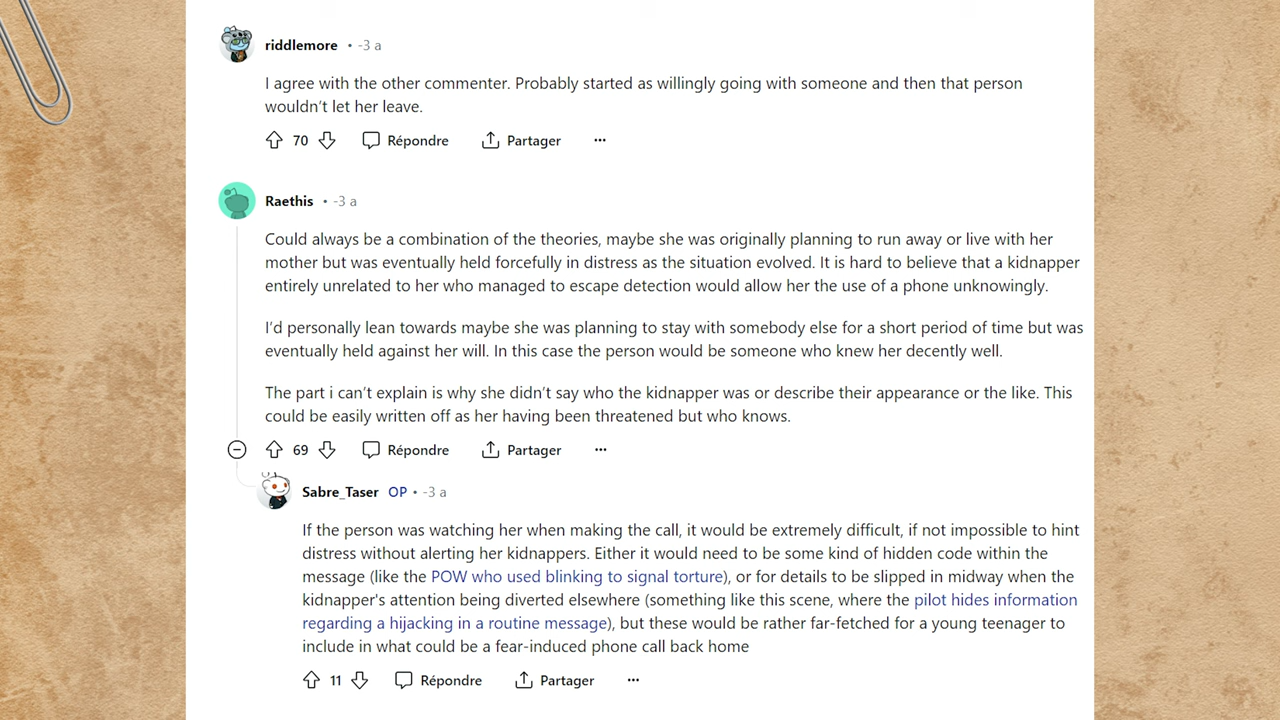 riddlemore • -3 a
I agree with the other commenter. Probably started as willingly going with someone and then that person
wouldn't let her leave.
70 Répondre Partager ...
Raethis • -3 a
Could always be a combination of the theories, maybe she was originally planning to run away or live with her
mother but was eventually held forcefully in distress as the situation evolved. It is hard to believe that a kidnapper
entirely unrelated to her who managed to escape detection would allow her the use of a phone unknowingly.
I'd personally lean towards maybe she was planning to stay with somebody else for a short period of time but was
eventually held against her will. In this case the person would be someone who knew her decently well.
The part i can't explain is why she didn't say who the kidnapper was or describe their appearance or the like. This
could be easily written off as her having been threatened but who knows.
69 Répondre Partager ...
Sabre_Taser OP • -3 a
If the person was watching her when making the call, it would be extremely difficult, if not impossible to hint
distress without alerting her kidnappers. Either it would need to be some kind of hidden code within the
message (like the POW who used blinking to signal torture), or for details to be slipped in midway when the
kidnapper's attention being diverted elsewhere (something like this scene, where the pilot hides information
regarding a hijacking in a routine message), but these would be rather far-fetched for a young teenager to
include in what could be a fear-induced phone call back home
11 Répondre Partager ...